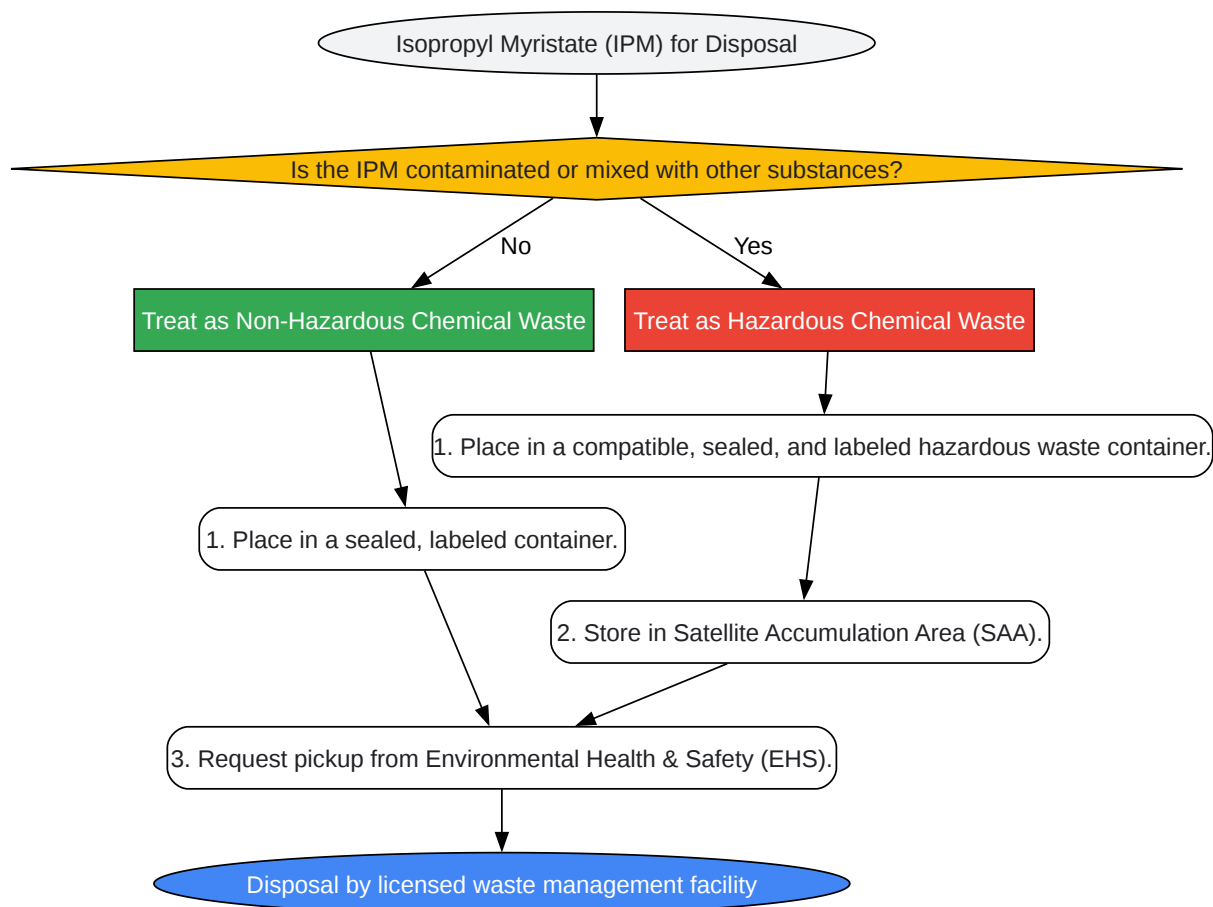 Isopropyl Myristate (IPM) for Disposal
Is the IPM contaminated or mixed with other substances?
No
Yes
Treat as Non-Hazardous Chemical Waste
Treat as Hazardous Chemical Waste
1. Place in a compatible, sealed, and labeled hazardous waste container.
1. Place in a sealed, labeled container.
2. Store in Satellite Accumulation Area (SAA).
3. Request pickup from Environmental Health & Safety (EHS).
Disposal by licensed waste management facility